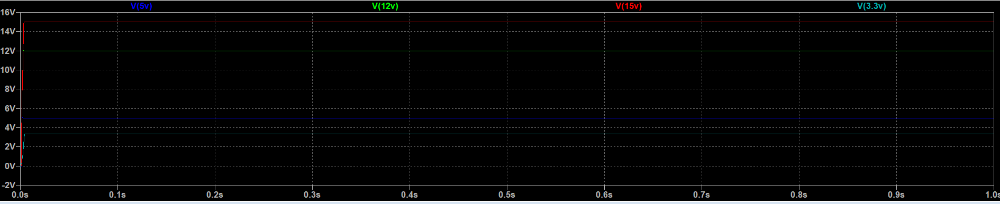 V(5v) V(12v) V(15v) V(3.3v)
16V
14V
12V
10V
8V
6V
4V
2V
0V
-2V
0.0s 0.1s 0.2s 0.3s 0.4s 0.5s 0.6s 0.7s 0.8s 0.9s 1.0s